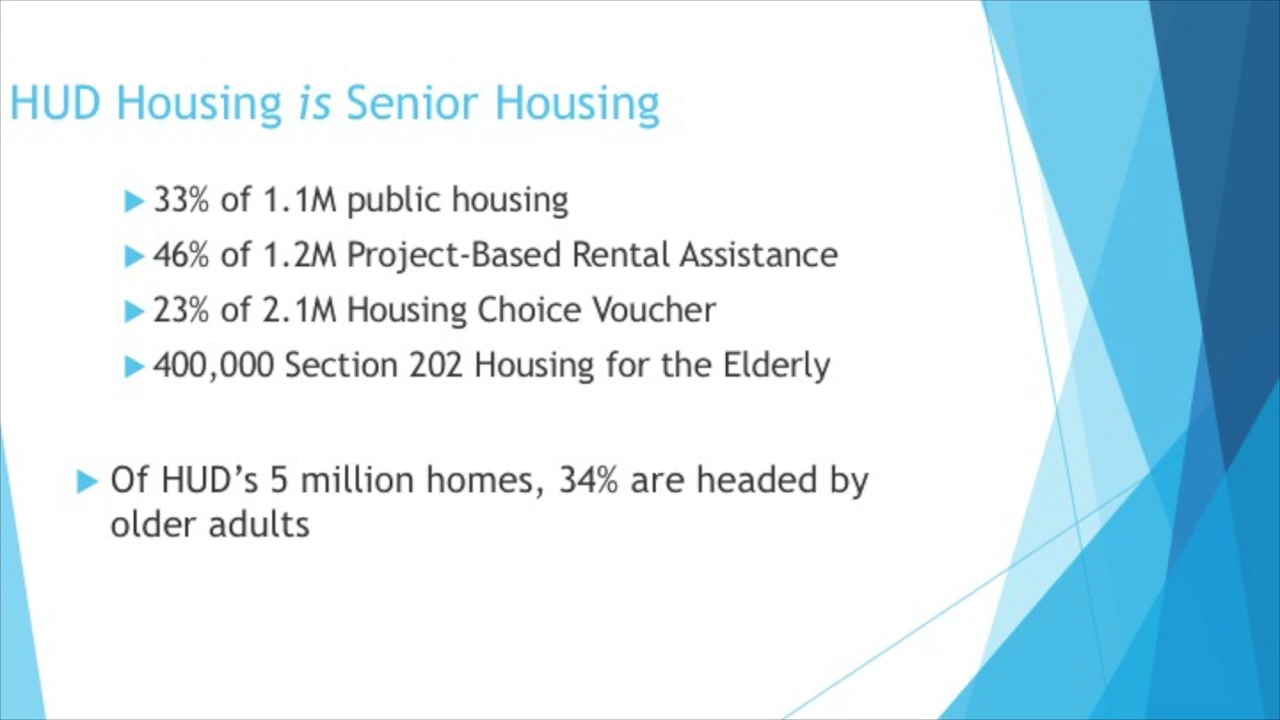 HUD Housing is Senior Housing
33% of 1.1M public housing
46% of 1.2M Project-Based Rental Assistance
23% of 2.1M Housing Choice Voucher
400,000 Section 202 Housing for the Elderly
Of HUD’s 5 million homes, 34% are headed by
older adults